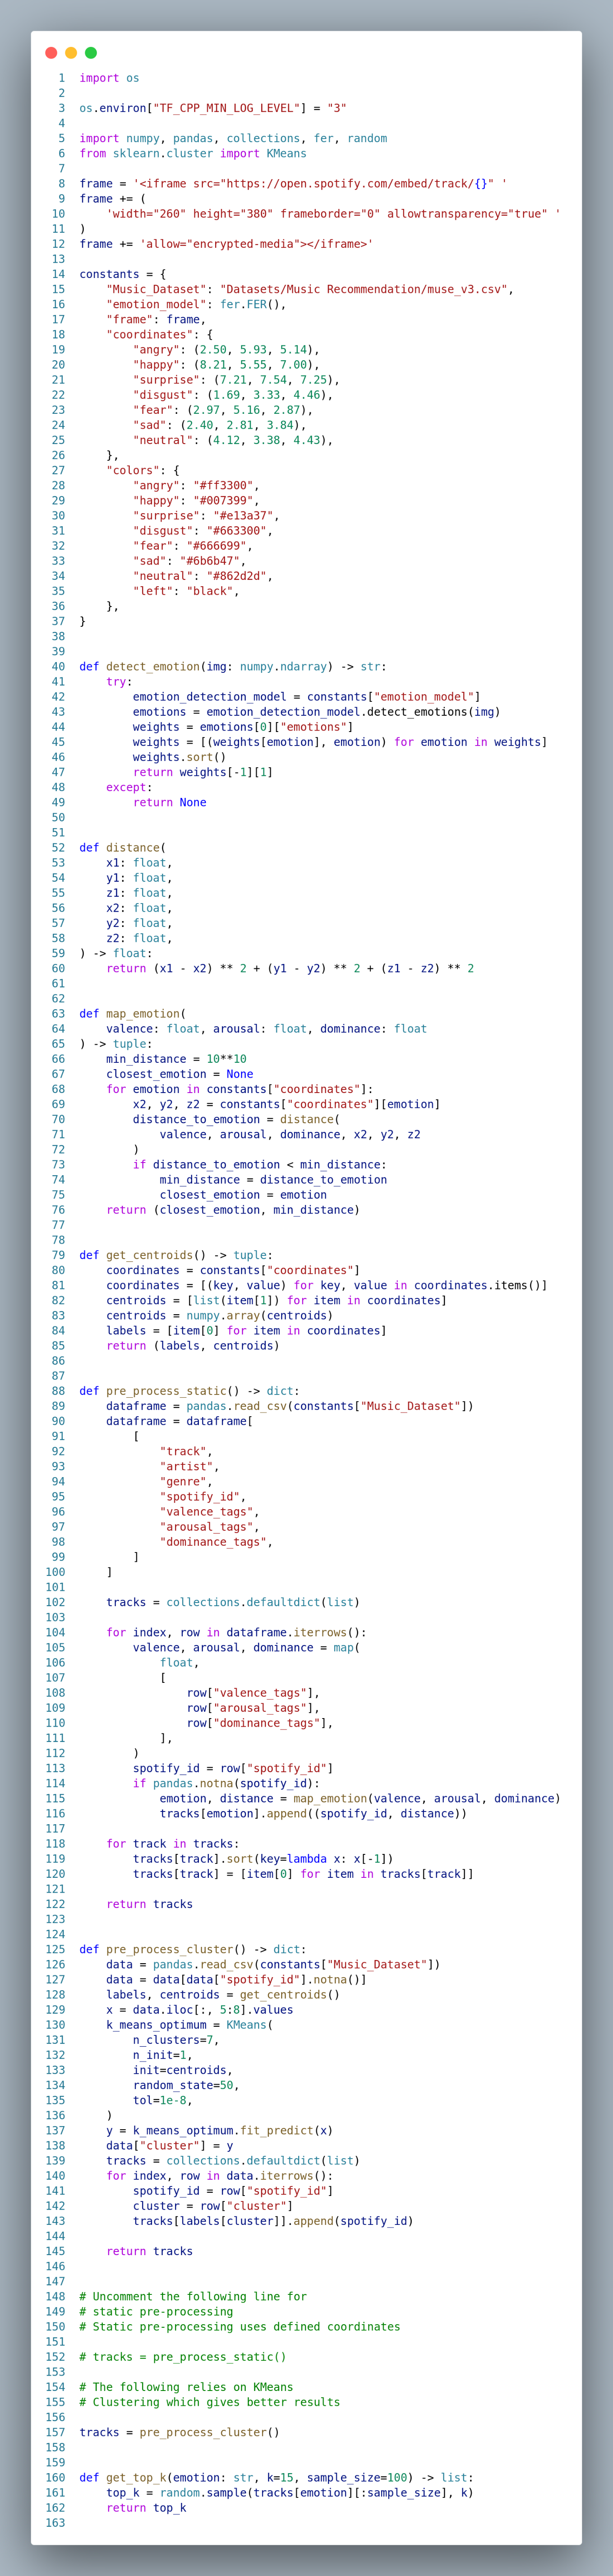 1 import os
2
3 os.environ["TF_CPP_MIN_LOG_LEVEL"] = "3"
4
5 import numpy, pandas, collections, fer, random
6 from sklearn.cluster import KMeans
7
8 frame = '<iframe src="https://open.spotify.com/embed/track/{}" '
9 frame += (
10     'width="260" height="380" frameborder="0" allowtransparency="true" '
11 )
12 frame += 'allow="encrypted-media"></iframe>'
13
14 constants = {
15     "Music_Dataset": "Datasets/Music Recommendation/muse_v3.csv",
16     "emotion_model": fer.FER(),
17     "frame": frame,
18     "coordinates": {
19         "angry": (2.50, 5.93, 5.14),
20         "happy": (8.21, 5.55, 7.00),
21         "surprise": (7.21, 7.54, 7.25),
22         "disgust": (1.69, 3.33, 4.46),
23         "fear": (2.97, 5.16, 2.87),
24         "sad": (2.40, 2.81, 3.84),
25         "neutral": (4.12, 3.38, 4.43),
26     },
27     "colors": {
28         "angry": "#ff3300",
29         "happy": "#007399",
30         "surprise": "#e13a37",
31         "disgust": "#663300",
32         "fear": "#666699",
33         "sad": "#6b6b47",
34         "neutral": "#862d2d",
35         "left": "black",
36     },
37 }
38
39
40 def detect_emotion(img: numpy.ndarray) -> str:
41     try:
42         emotion_detection_model = constants["emotion_model"]
43         emotions = emotion_detection_model.detect_emotions(img)
44         weights = emotions[0]["emotions"]
45         weights = [(weights[emotion], emotion) for emotion in weights]
46         weights.sort()
47         return weights[-1][1]
48     except:
49         return None
50
51
52 def distance(
53     x1: float,
54     y1: float,
55     z1: float,
56     x2: float,
57     y2: float,
58     z2: float,
59 ) -> float:
60     return (x1 - x2) ** 2 + (y1 - y2) ** 2 + (z1 - z2) ** 2
61
62
63 def map_emotion(
64     valence: float, arousal: float, dominance: float
65 ) -> tuple:
66     min_distance = 10**10
67     closest_emotion = None
68     for emotion in constants["coordinates"]:
69         x2, y2, z2 = constants["coordinates"][emotion]
70         distance_to_emotion = distance(
71             valence, arousal, dominance, x2, y2, z2
72         )
73         if distance_to_emotion < min_distance:
74             min_distance = distance_to_emotion
75             closest_emotion = emotion
76     return (closest_emotion, min_distance)
77
78
79 def get_centroids() -> tuple:
80     coordinates = constants["coordinates"]
81     coordinates = [(key, value) for key, value in coordinates.items()]
82     centroids = [list(item[1]) for item in coordinates]
83     centroids = numpy.array(centroids)
84     labels = [item[0] for item in coordinates]
85     return (labels, centroids)
86
87
88 def pre_process_static() -> dict:
89     dataframe = pandas.read_csv(constants["Music_Dataset"])
90     dataframe = dataframe[
91         [
92             "track",
93             "artist",
94             "genre",
95             "spotify_id",
96             "valence_tags",
97             "arousal_tags",
98             "dominance_tags",
99         ]
100     ]
101
102     tracks = collections.defaultdict(list)
103
104     for index, row in dataframe.iterrows():
105         valence, arousal, dominance = map(
106             float,
107             [
108                 row["valence_tags"],
109                 row["arousal_tags"],
110                 row["dominance_tags"],
111             ],
112         )
113         spotify_id = row["spotify_id"]
114         if pandas.notna(spotify_id):
115             emotion, distance = map_emotion(valence, arousal, dominance)
116             tracks[emotion].append((spotify_id, distance))
117
118     for track in tracks:
119         tracks[track].sort(key=lambda x: x[-1])
120         tracks[track] = [item[0] for item in tracks[track]]
121
122     return tracks
123
124
125 def pre_process_cluster() -> dict:
126     data = pandas.read_csv(constants["Music_Dataset"])
127     data = data[data["spotify_id"].notna()]
128     labels, centroids = get_centroids()
129     x = data.iloc[:, 5:8].values
130     k_means_optimum = KMeans(
131         n_clusters=7,
132         n_init=1,
133         init=centroids,
134         random_state=50,
135         tol=1e-8,
136     )
137     y = k_means_optimum.fit_predict(x)
138     data["cluster"] = y
139     tracks = collections.defaultdict(list)
140     for index, row in data.iterrows():
141         spotify_id = row["spotify_id"]
142         cluster = row["cluster"]
143         tracks[labels[cluster]].append(spotify_id)
144
145     return tracks
146
147
148 # Uncomment the following line for
149 # static pre-processing
150 # Static pre-processing uses defined coordinates
151
152 # tracks = pre_process_static()
153
154 # The following relies on KMeans
155 # Clustering which gives better results
156
157 tracks = pre_process_cluster()
158
159
160 def get_top_k(emotion: str, k=15, sample_size=100) -> list:
161     top_k = random.sample(tracks[emotion][:sample_size], k)
162     return top_k
163